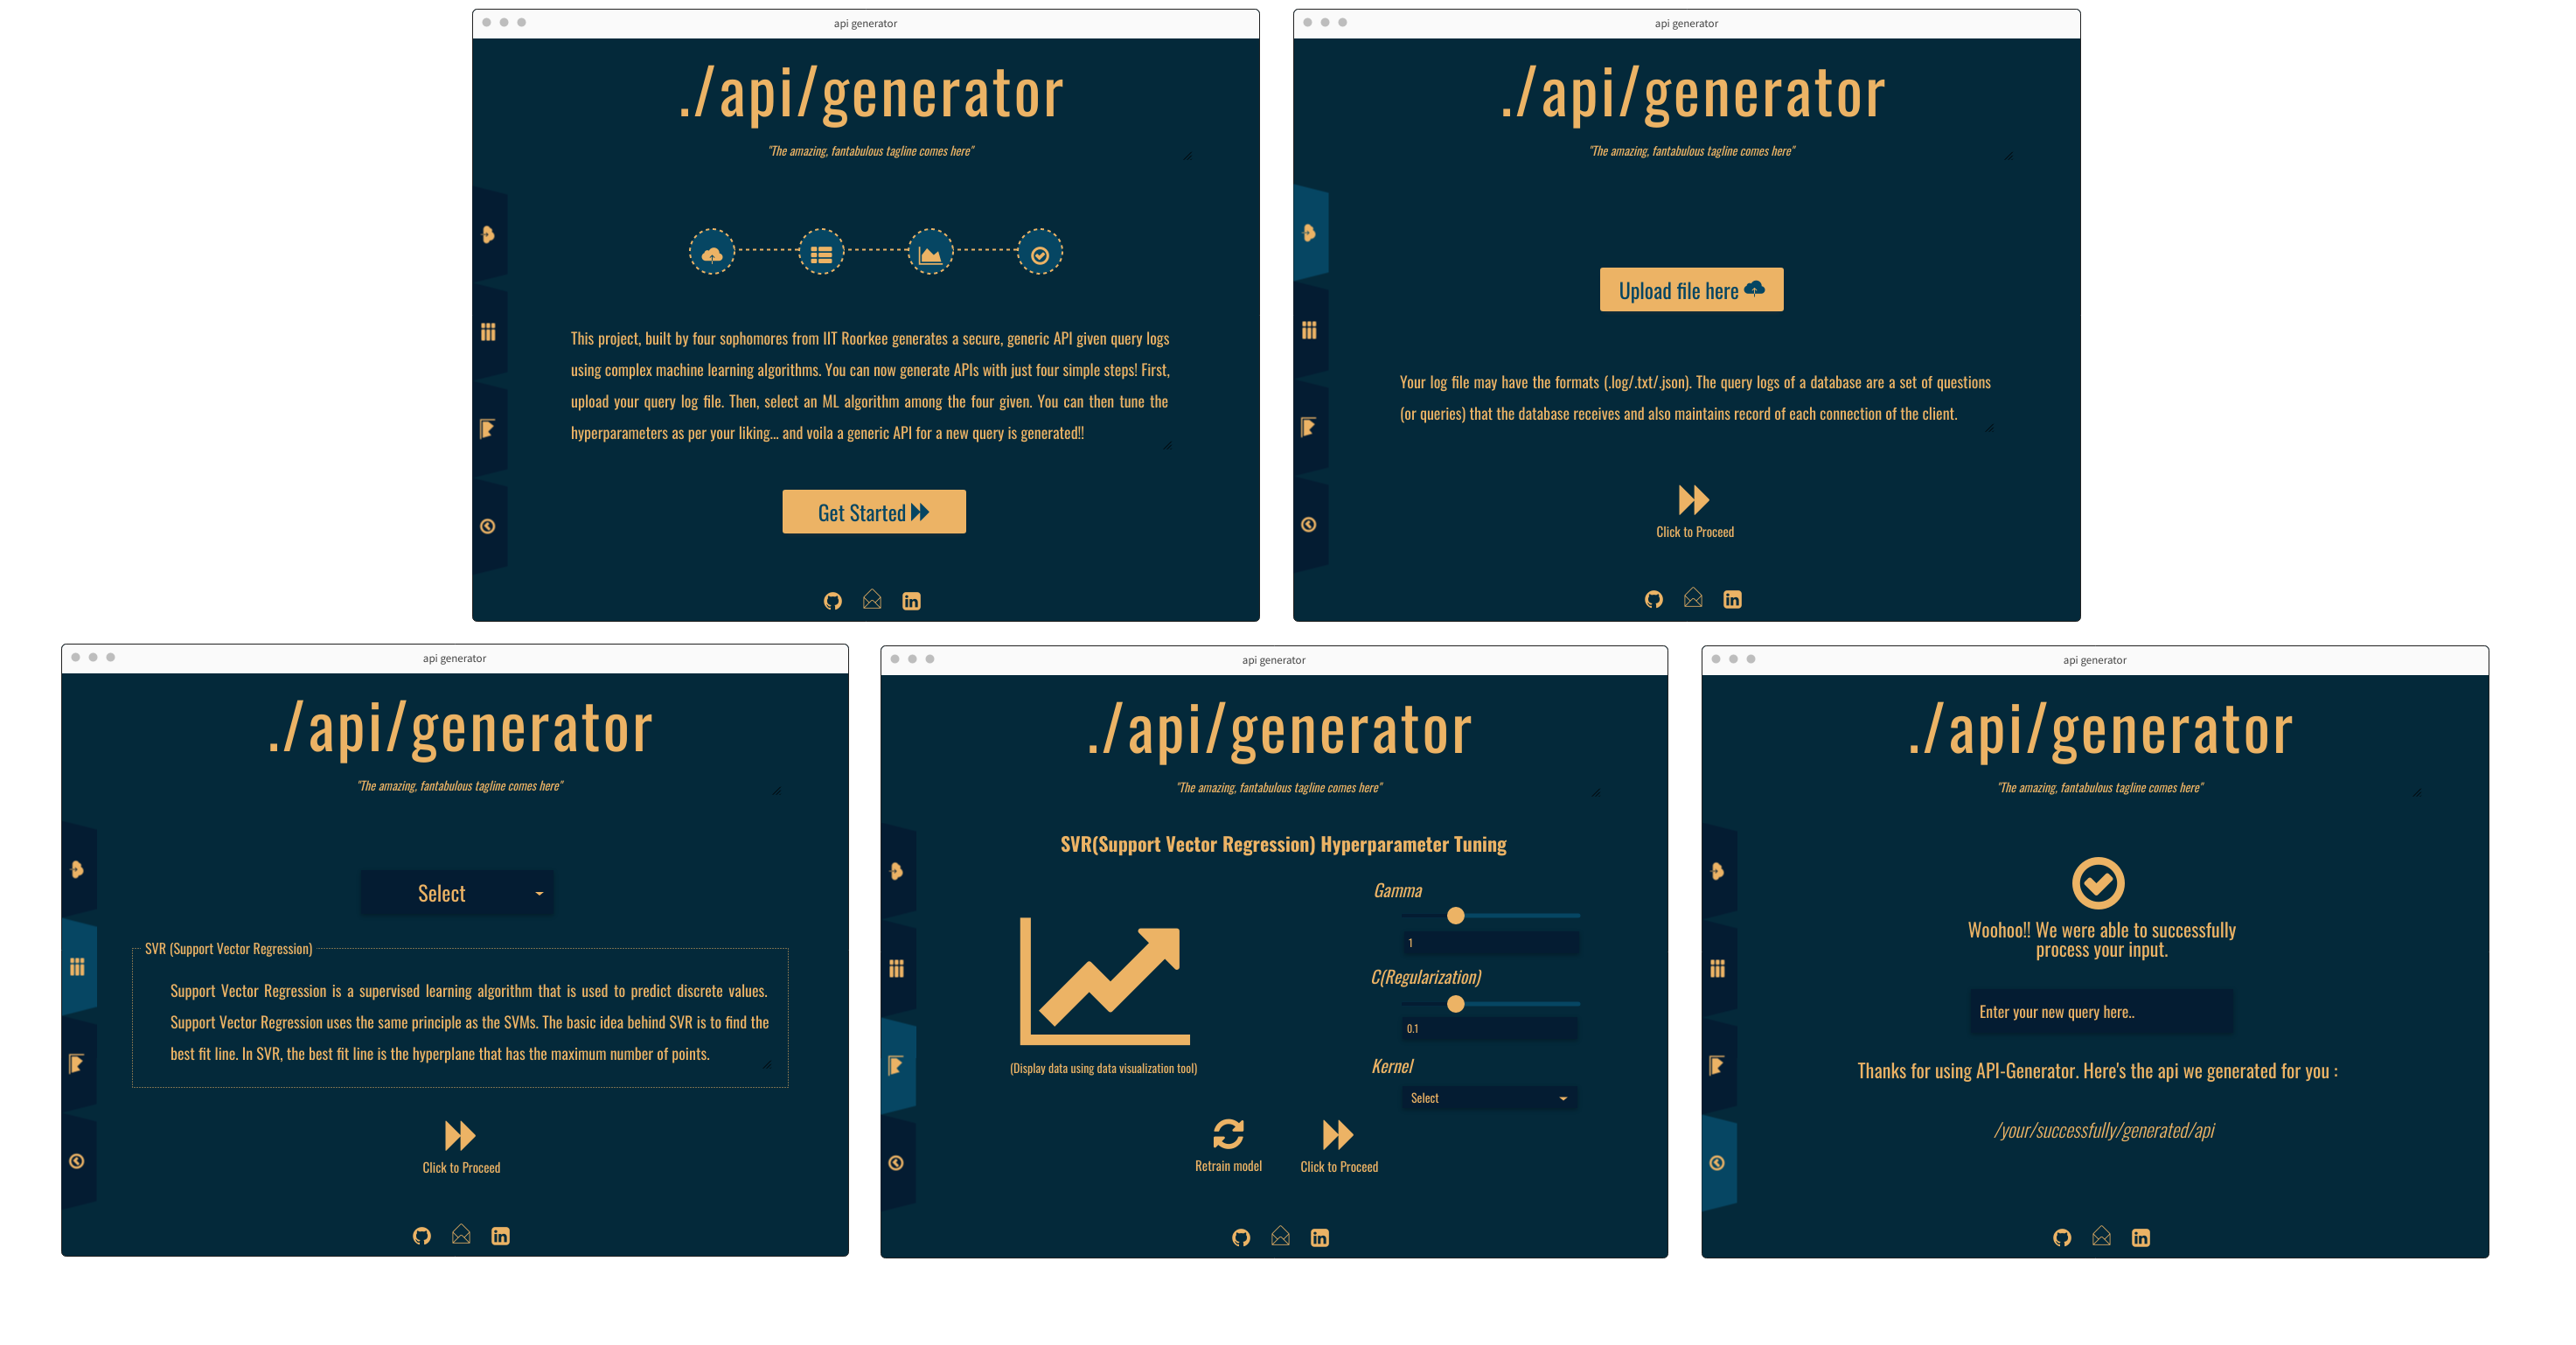 api generator
./api/generator
"The amazing, fantabulous tagline comes here"
This project, built by four sophomores from IIT Roorkee generates a secure, generic API given query logs
using complex machine learning algorithms. You can now generate APIs with just four simple steps! First,
upload your query log file. Then, select an ML algorithm among the four given. You can then tune the
hyperparameters as per your liking... and voila a generic API for a new query is generated!!
Get Started
api generator
./api/generator
"The amazing, fantabulous tagline comes here"
Upload file here
Your log file may have the formats (.log/.txt/.json). The query logs of a database are a set of questions
(or queries) that the database receives and also maintains record of each connection of the client.
Click to Proceed
api generator
./api/generator
"The amazing, fantabulous tagline comes here"
Select
SVR (Support Vector Regression)
Support Vector Regression is a supervised learning algorithm that is used to predict discrete values.
Support Vector Regression uses the same principle as the SVMs. The basic idea behind SVR is to find the
best fit line. In SVR, the best fit line is the hyperplane that has the maximum number of points.
Click to Proceed
api generator
./api/generator
"The amazing, fantabulous tagline comes here"
SVR(Support Vector Regression) Hyperparameter Tuning
(Display data using data visualization tool)
Gamma
1
C(Regularization)
0.1
Kernel
Select
Retrain model
Click to Proceed
api generator
./api/generator
"The amazing, fantabulous tagline comes here"
Woohoo!! We were able to successfully
process your input.
Enter your new query here..
Thanks for using API-Generator. Here's the api we generated for you :
/your/successfully/generated/api